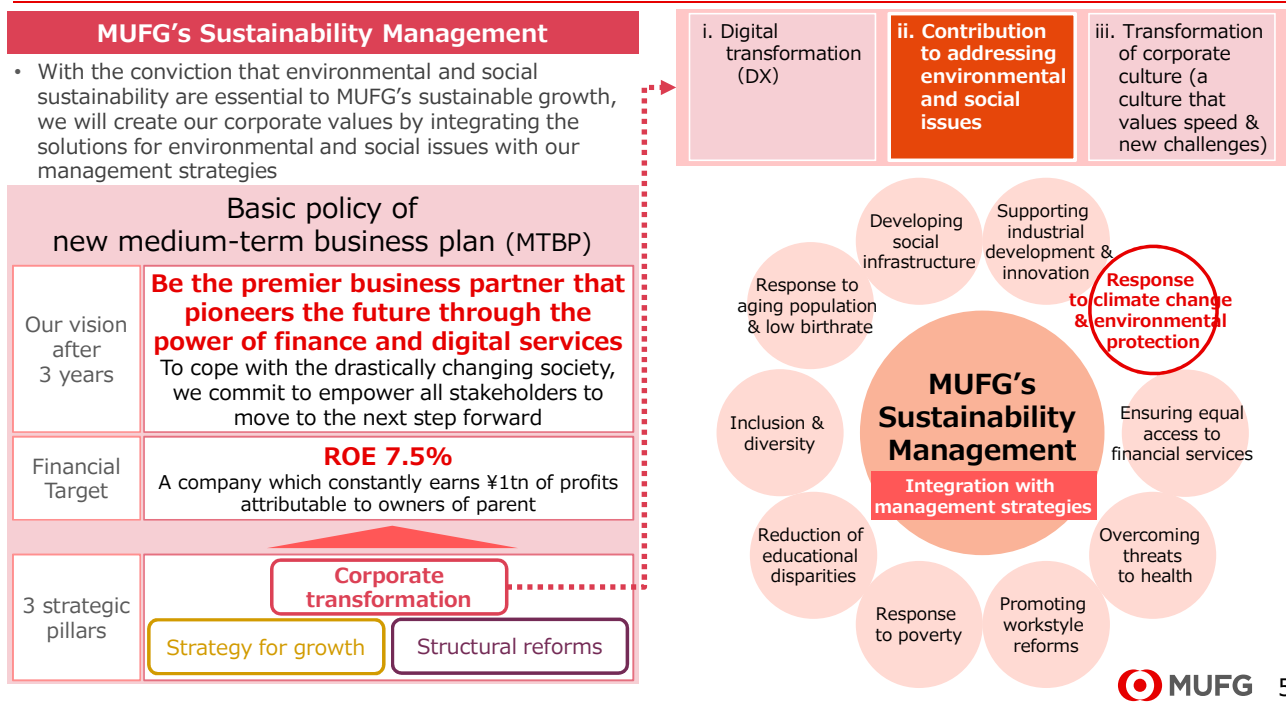 MUFG’s Sustainability Management
• With the conviction that environmental and social
sustainability are essential to MUFG’s sustainable growth,
we will create our corporate values by integrating the
solutions for environmental and social issues with our
management strategies
Basic policy of
new medium-term business plan (MTBP)
Our vision
after
3 years
Be the premier business partner that
pioneers the future through the
power of finance and digital services
To cope with the drastically changing society,
we commit to empower all stakeholders to
move to the next step forward
Financial
Target
ROE 7.5%
A company which constantly earns ¥1tn of profits
attributable to owners of parent
3 strategic
pillars
Corporate
transformation
Strategy for growth
Structural reforms
i. Digital
transformation
（DX）
ii. Contribution
to addressing
environmental
and social
issues
iii. Transformation
of corporate
culture (a
culture that
values speed &
new challenges)
Developing
social
infrastructure
Supporting
industrial
development &
innovation
Response to
aging population
& low birthrate
Response
to climate change
& environmental
protection
Inclusion &
diversity
MUFG’s
Sustainability
Management
Integration with
management strategies
Ensuring equal
access to
financial services
Reduction of
educational
disparities
Overcoming
threats
to health
Response
to poverty
Promoting
workstyle
reforms
MUFG
5